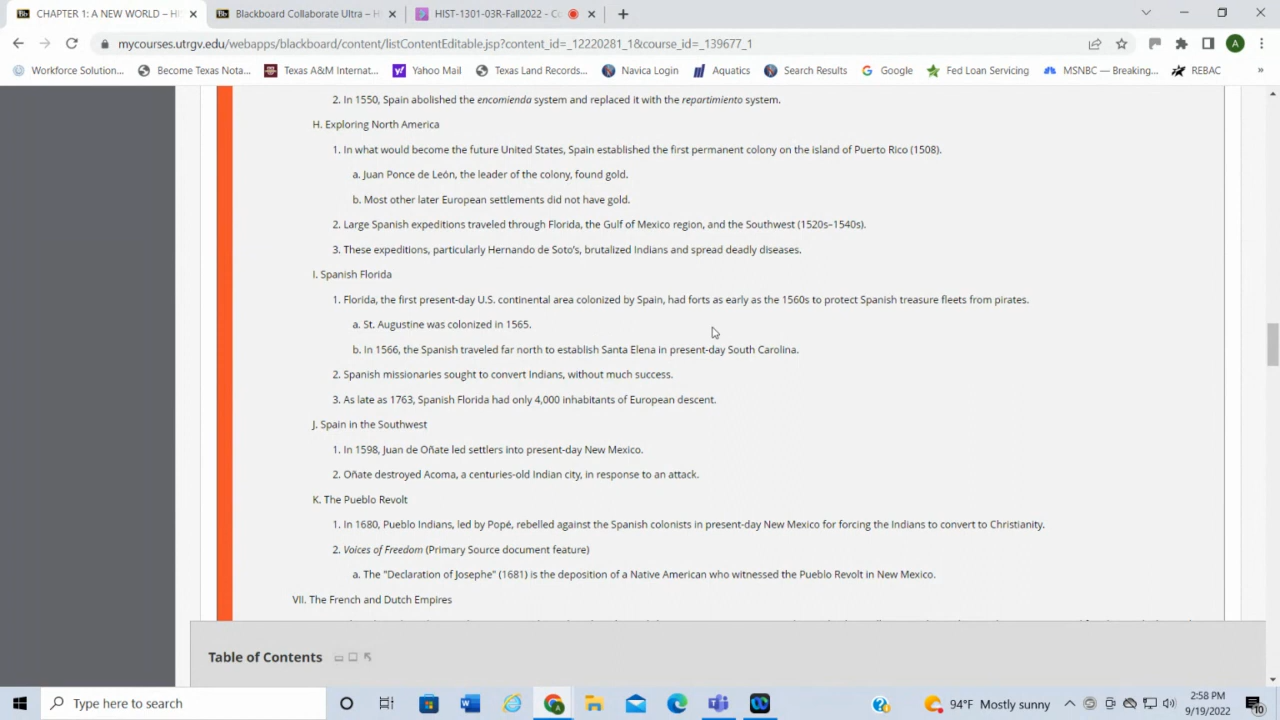 CHAPTER 1: A NEW WORLD – HI
Blackboard Collaborate Ultra – H
HIST-1301-03R-Fall2022 - Co
mycourses.utrgv.edu/webapps/blackboard/content/listContentEditable.jsp?content_id=_12220281_1&course_id=_139677_1
A
Workforce Solution...
Become Texas Nota...
Texas A&M Internat...
Yahoo Mail
Texas Land Records...
Navica Login
Aquatics
Search Results
Google
Fed Loan Servicing
MSNBC — Breaking...
REBAC
»
2. In 1550, Spain abolished the encomienda system and replaced it with the repartimiento system.
H. Exploring North America
1. In what would become the future United States, Spain established the first permanent colony on the island of Puerto Rico (1508).
a. Juan Ponce de León, the leader of the colony, found gold.
b. Most other later European settlements did not have gold.
2. Large Spanish expeditions traveled through Florida, the Gulf of Mexico region, and the Southwest (1520s–1540s).
3. These expeditions, particularly Hernando de Soto's, brutalized Indians and spread deadly diseases.
I. Spanish Florida
1. Florida, the first present-day U.S. continental area colonized by Spain, had forts as early as the 1560s to protect Spanish treasure fleets from pirates.
a. St. Augustine was colonized in 1565.
b. In 1566, the Spanish traveled far north to establish Santa Elena in present-day South Carolina.
2. Spanish missionaries sought to convert Indians, without much success.
3. As late as 1763, Spanish Florida had only 4,000 inhabitants of European descent.
J. Spain in the Southwest
1. In 1598, Juan de Oñate led settlers into present-day New Mexico.
2. Oñate destroyed Acoma, a centuries-old Indian city, in response to an attack.
K. The Pueblo Revolt
1. In 1680, Pueblo Indians, led by Popé, rebelled against the Spanish colonists in present-day New Mexico for forcing the Indians to convert to Christianity.
2. Voices of Freedom (Primary Source document feature)
a. The "Declaration of Josephe" (1681) is the deposition of a Native American who witnessed the Pueblo Revolt in New Mexico.
VII. The French and Dutch Empires
Table of Contents
Type here to search
94°F Mostly sunny
2:58 PM
9/19/2022
10